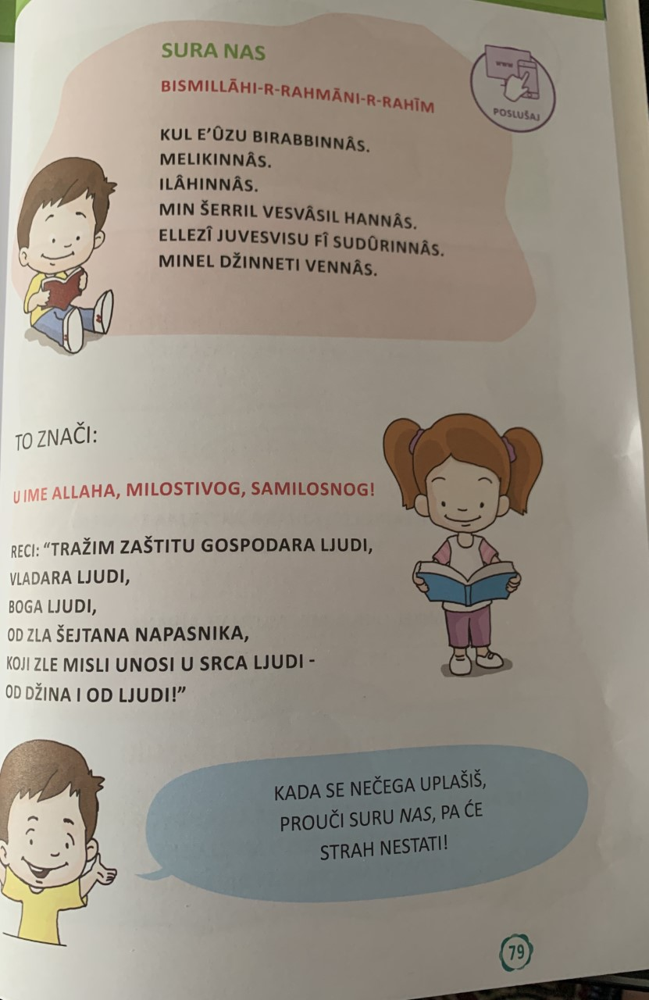 SURA NAS
BISMILLĀHI-R-RAHMĀNI-R-RAHĪM
www
POSLUŠAJ
KUL E’ÛZU BIRABBINNÂS.
MELIKINNÂS.
ILÂHINNÂS.
MIN ŠERRIL VESVÂSIL HANNÂS.
ELLEZÎ JUVESVISU FÎ SUDÛRINNÂS.
MINEL DŽINNETI VENNÂS.
TO ZNAČI:
U IME ALLAHA, MILOSTIVOG, SAMILOSNOG!
RECI: “TRAŽIM ZAŠTITU GOSPODARA LJUDI,
VLADARA LJUDI,
BOGA LJUDI,
OD ZLA ŠEJTANA NAPASNIKA,
KOJI ZLE MISLI UNOSI U SRCA LJUDI -
OD DŽINA I OD LJUDI!”
KADA SE NEČEGA UPLAŠIŠ,
PROUČI SURU NAS, PA ĆE
STRAH NESTATI!
79